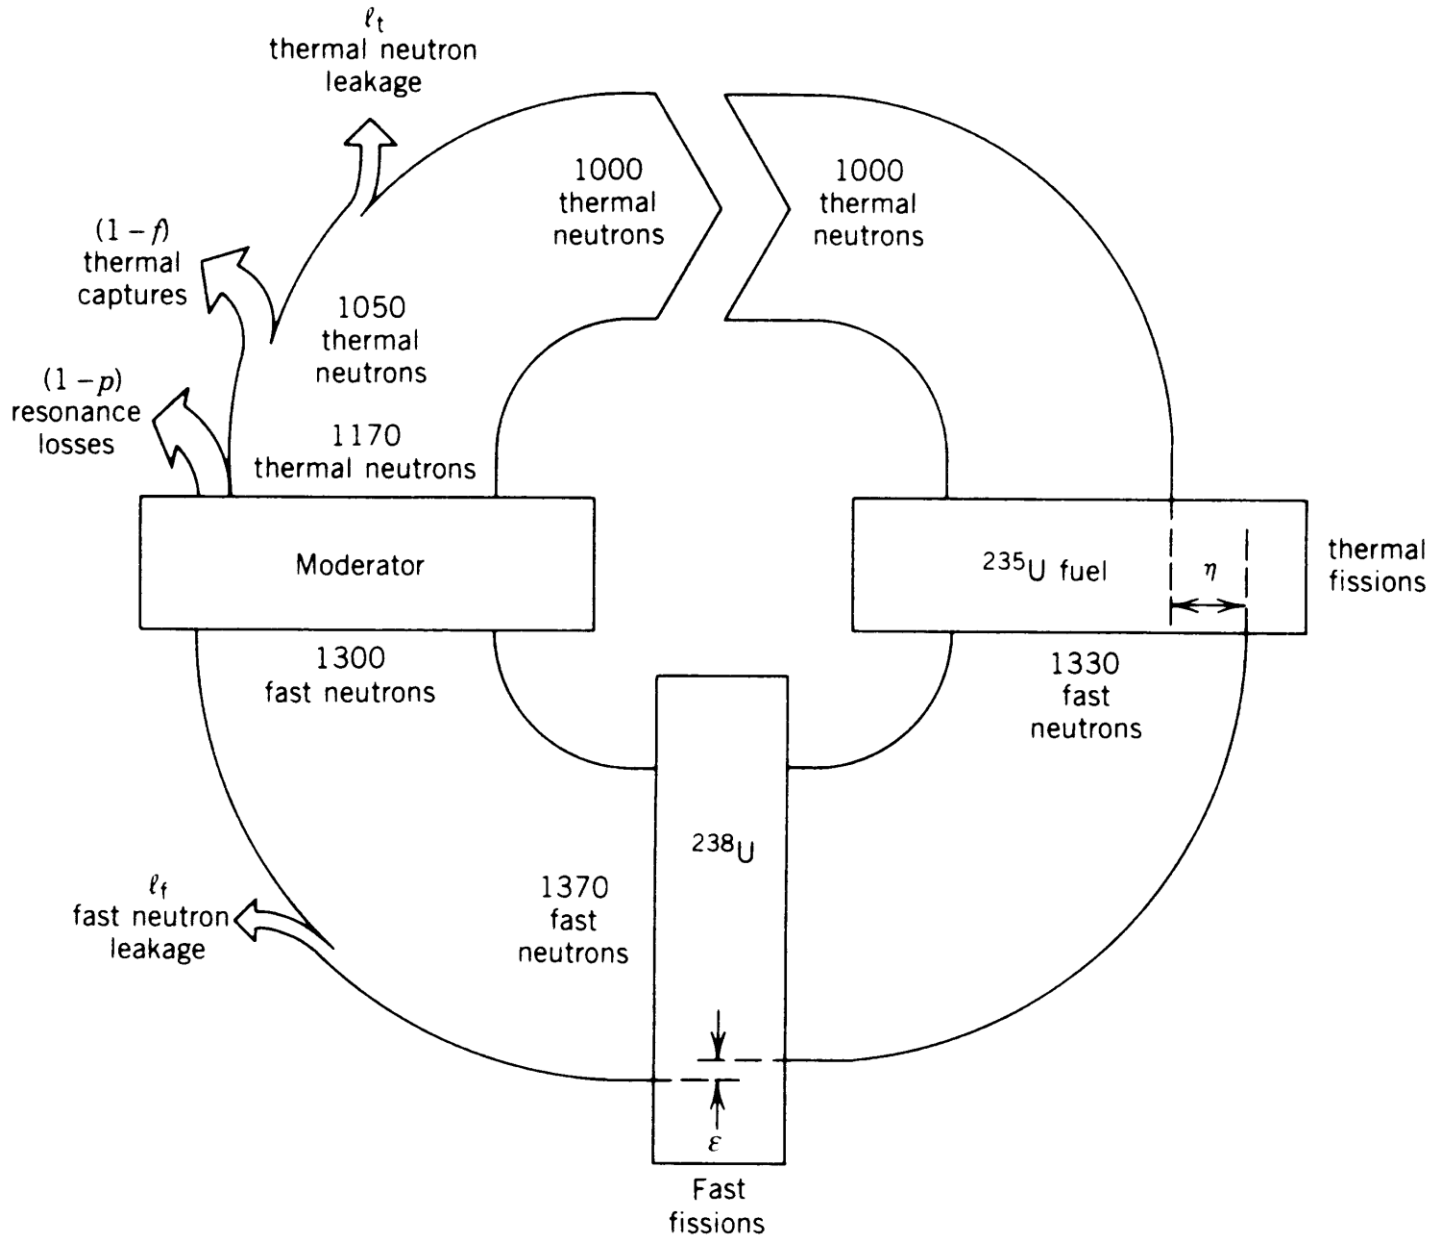 ℓt
thermal neutron
leakage
1000
thermal
neutrons
1000
thermal
neutrons
(1 – f)
thermal
captures
1050
thermal
neutrons
(1 – p)
resonance
losses
1170
thermal neutrons
Moderator
235U fuel
η
thermal
fissions
1300
fast neutrons
1330
fast
neutrons
238U
1370
fast
neutrons
ℓf
fast neutron
leakage
ε
Fast
fissions